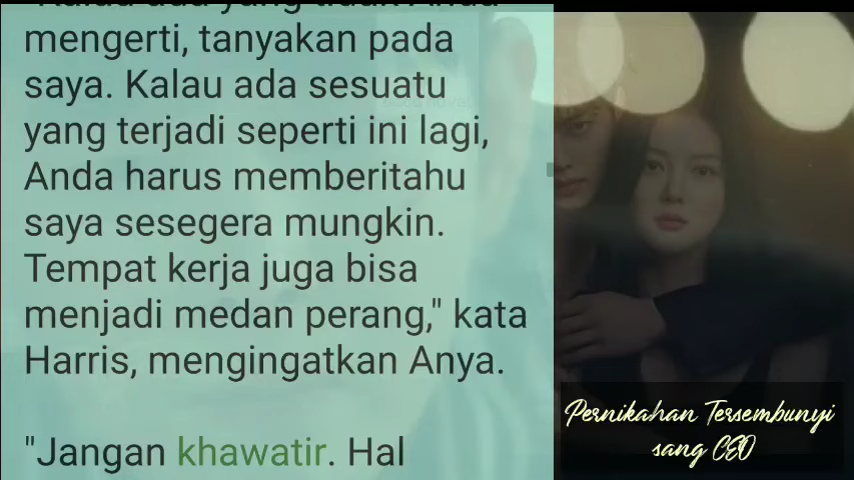 mengerti, tanyakan pada
saya. Kalau ada sesuatu
yang terjadi seperti ini lagi,
Anda harus memberitahu
saya sesegera mungkin.
Tempat kerja juga bisa
menjadi medan perang," kata
Harris, mengingatkan Anya.
"Jangan khawatir. Hal
Pernikahan Tersembunyi
sang CEO